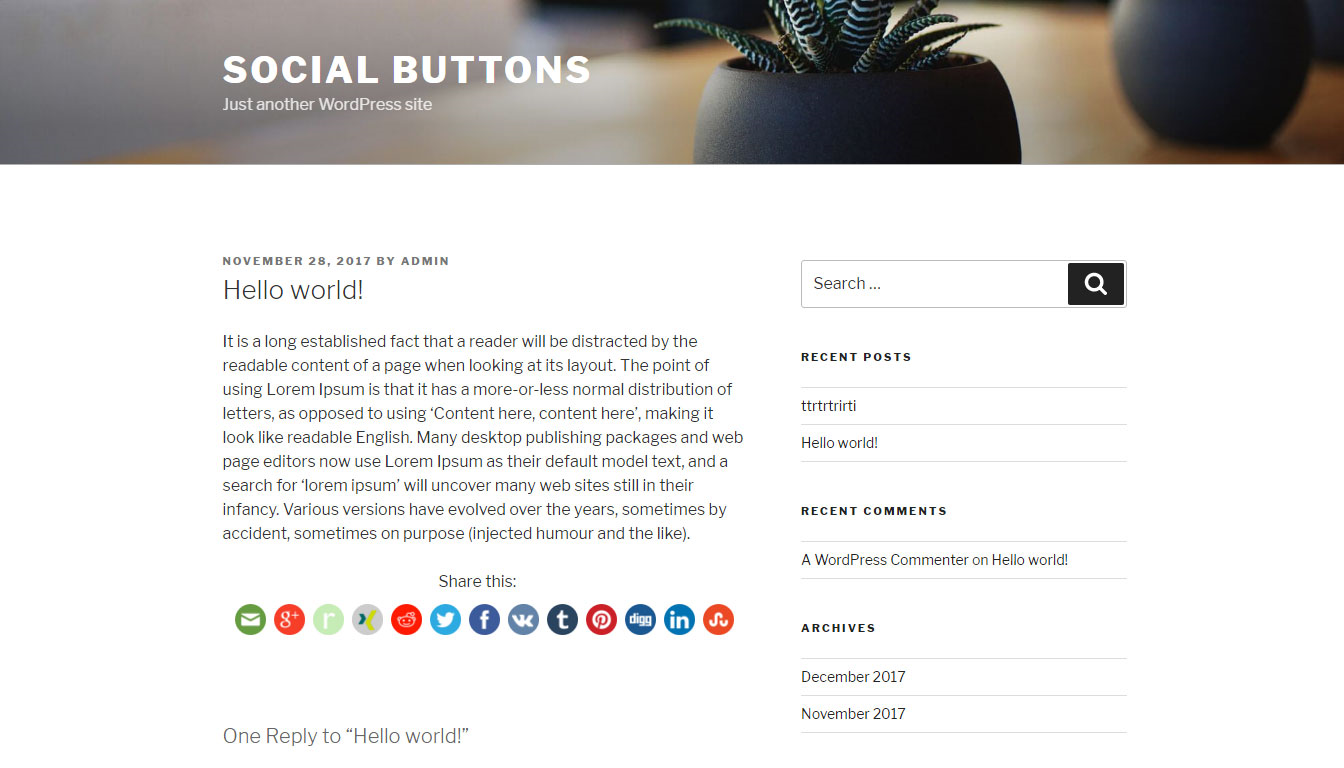 SOCIAL BUTTONS
Just another WordPress site
NOVEMBER 28, 2017 BY ADMIN
Hello world!
It is a long established fact that a reader will be distracted by the
readable content of a page when looking at its layout. The point of
using Lorem Ipsum is that it has a more-or-less normal distribution of
letters, as opposed to using ‘Content here, content here’, making it
look like readable English. Many desktop publishing packages and web
page editors now use Lorem Ipsum as their default model text, and a
search for ‘lorem ipsum’ will uncover many web sites still in their
infancy. Various versions have evolved over the years, sometimes by
accident, sometimes on purpose (injected humour and the like).
Share this:
g+ r f t digg in
One Reply to “Hello world!”
Search …
RECENT POSTS
ttrtrtrirti
Hello world!
RECENT COMMENTS
A WordPress Commenter on Hello world!
ARCHIVES
December 2017
November 2017